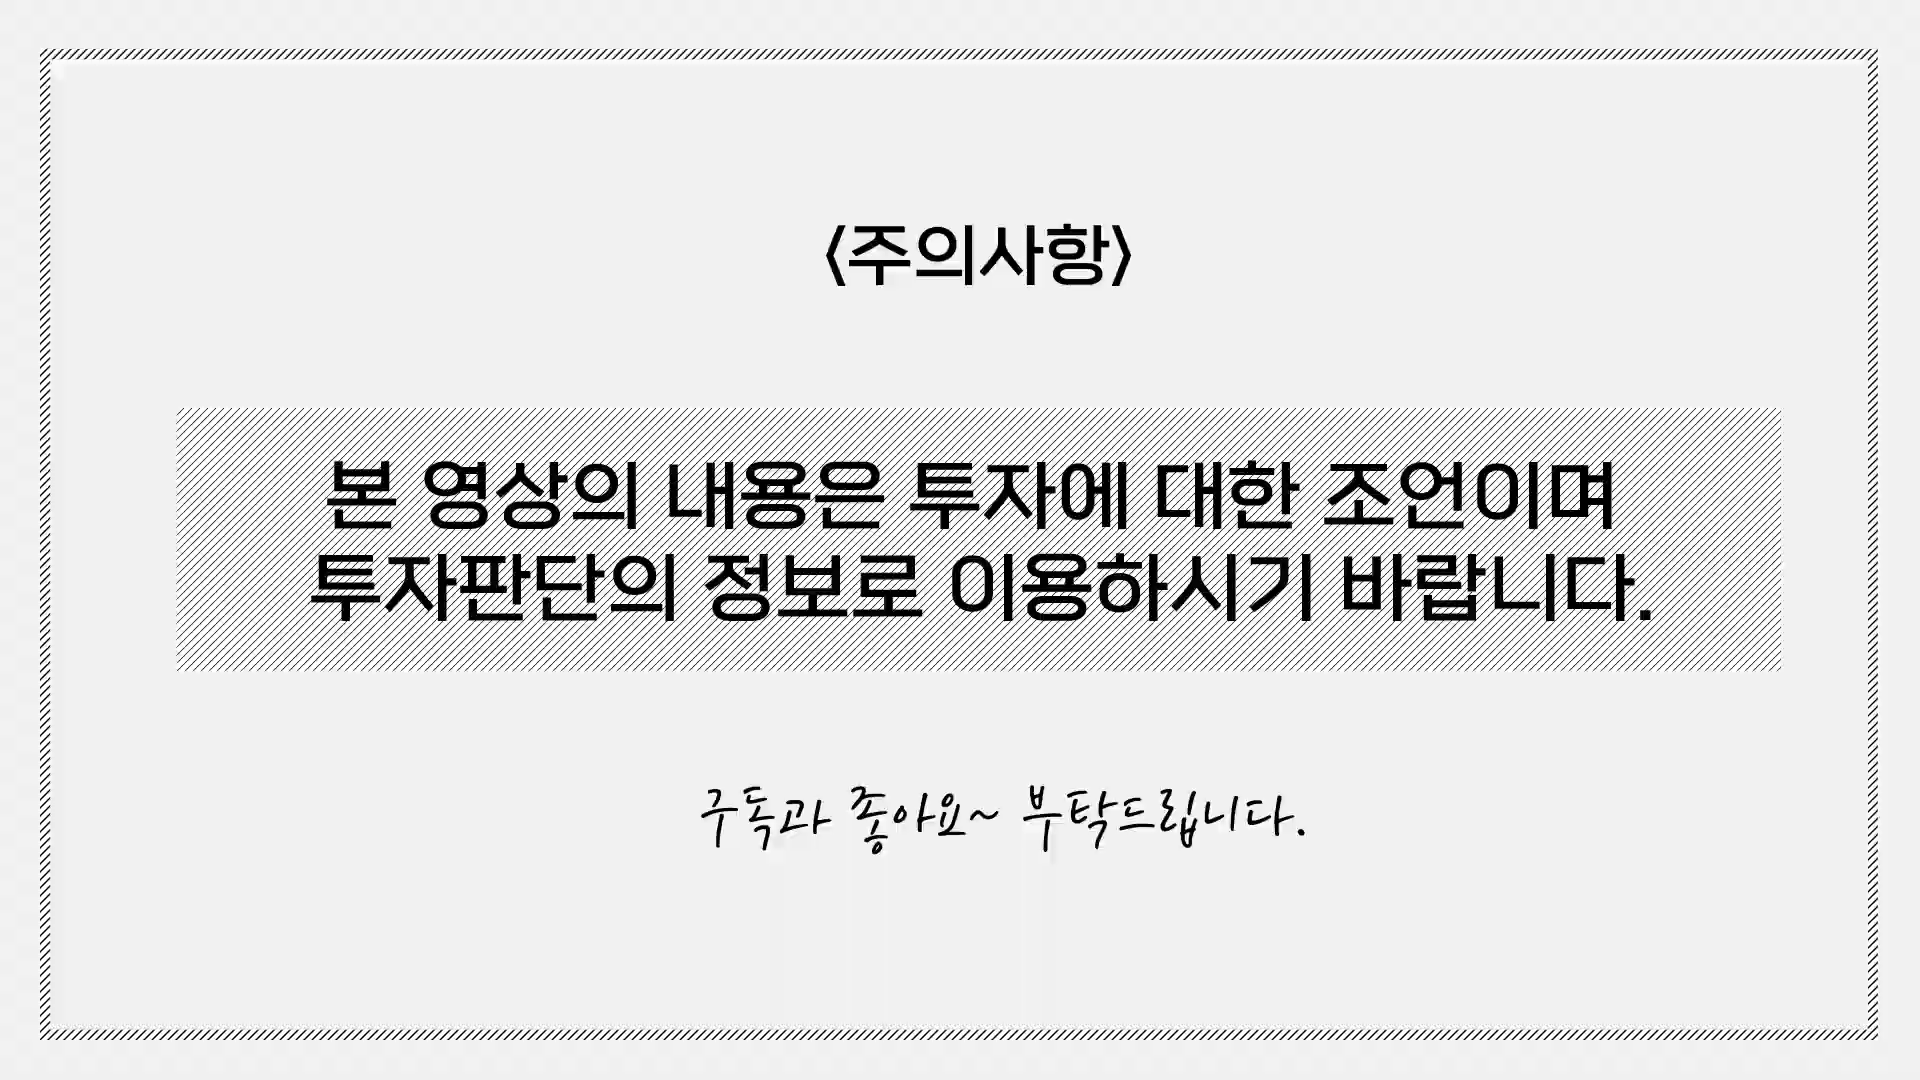 〈주의사항〉
본 영상의 내용은 투자에 대한 조언이며
투자판단의 정보로 이용하시기 바랍니다.
구독과 좋아요~ 부탁드립니다.